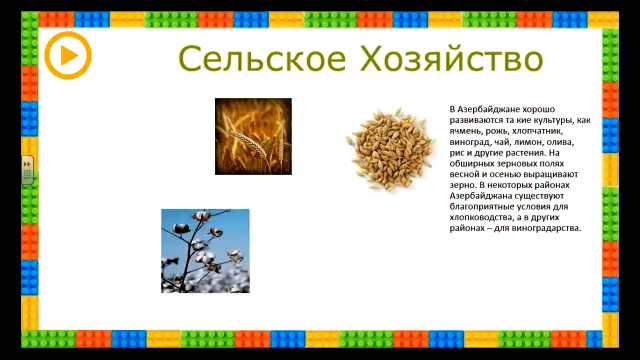 Сельское Хозяйство
В Азербайджане хорошо
развиваются та кие культуры, как
ячмень, рожь, хлопчатник,
виноград, чай, лимон, олива,
рис и другие растения. На
обширных зерновых полях
весной и осенью выращивают
зерно. В некоторых районах
Азербайджана существуют
благоприятные условия для
хлопководства, а в других
районах – для виноградарства.